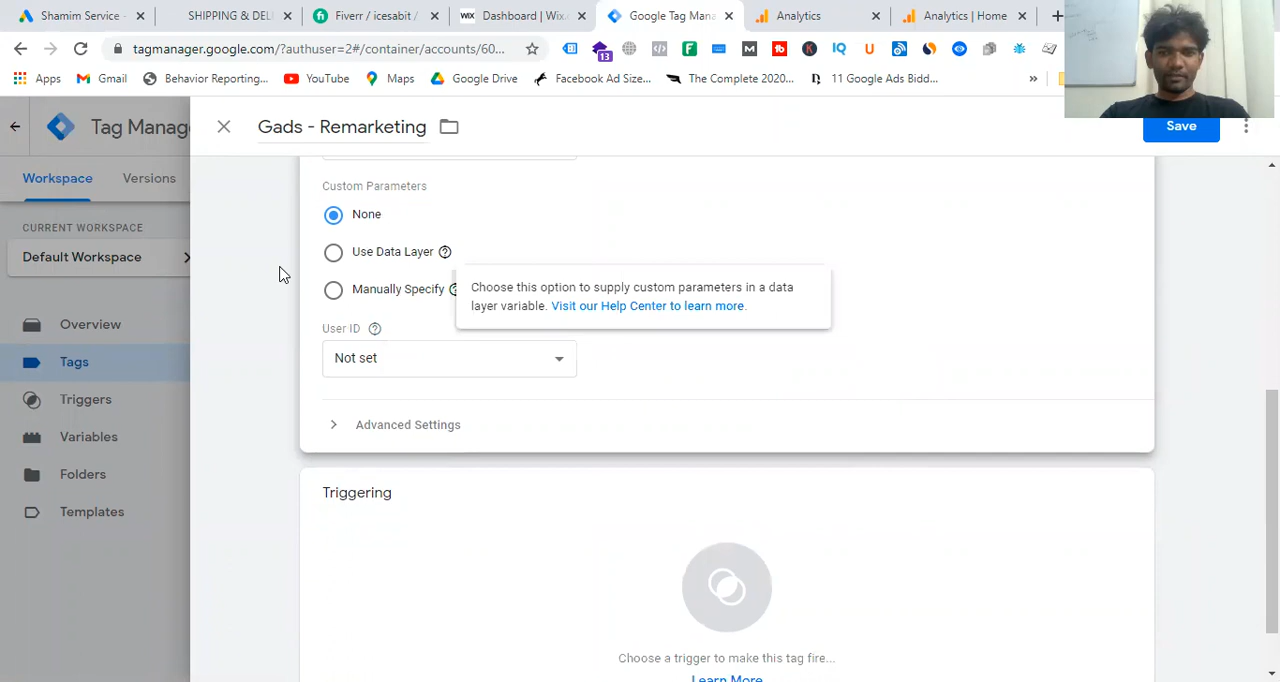 Shamim Service -
SHIPPING & DEL
Fiverr / icesabit /
Dashboard | Wix.c
Google Tag Mana
Analytics
Analytics | Home
tagmanager.google.com/?authuser=2#/container/accounts/60...
13
Apps
Gmail
Behavior Reporting...
YouTube
Maps
Google Drive
Facebook Ad Size...
The Complete 2020...
11 Google Ads Bidd...
Tag Mana
Gads - Remarketing
Save
Workspace
Versions
CURRENT WORKSPACE
Default Workspace
Overview
Tags
Triggers
Variables
Folders
Templates
Custom Parameters
None
Use Data Layer
Manually Specify
Choose this option to supply custom parameters in a data
layer variable. Visit our Help Center to learn more.
User ID
Not set
Advanced Settings
Triggering
Choose a trigger to make this tag fire...
Learn More